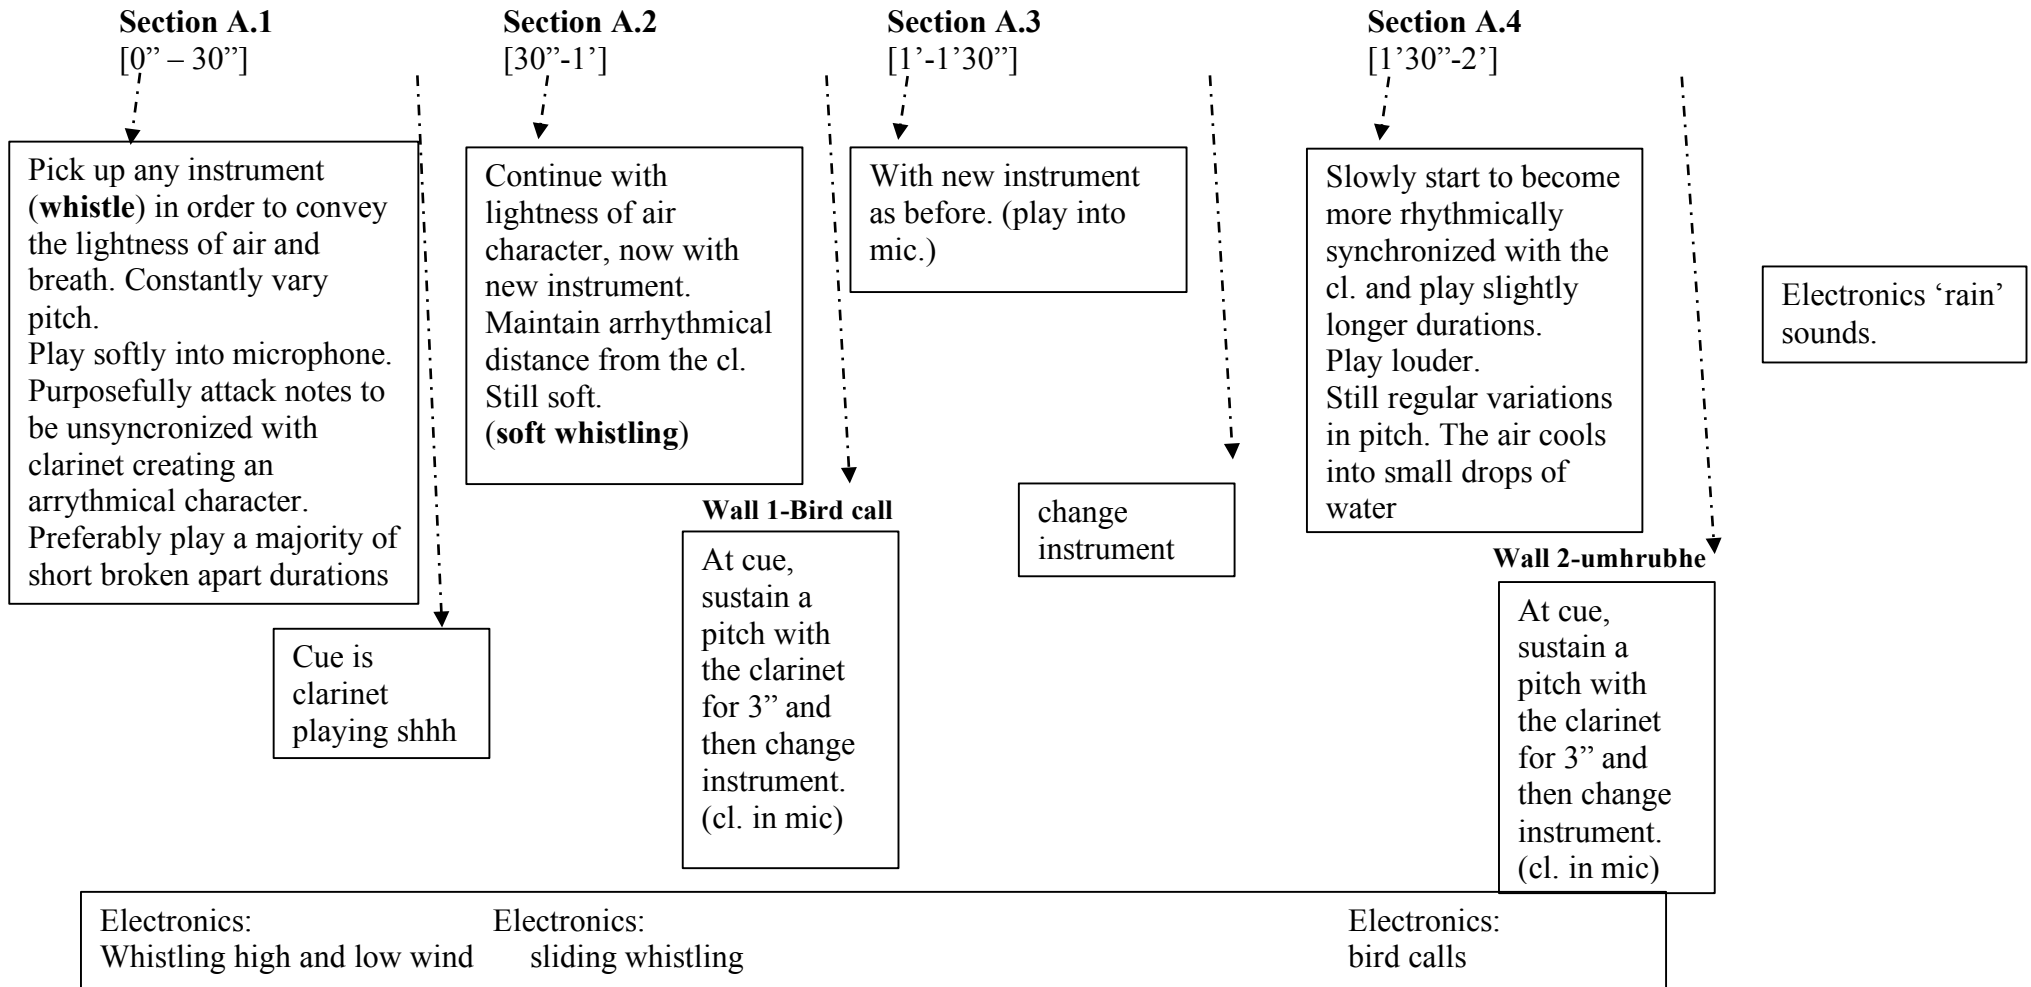 Section A.1
[0” – 30”]
Section A.2
[30”-1’]
Section A.3
[1’-1’30”]
Section A.4
[1’30”-2’]
Pick up any instrument
(whistle) in order to convey
the lightness of air and
breath. Constantly vary
pitch.
Play softly into microphone.
Purposefully attack notes to
be unsyncronized with
clarinet creating an
arrythmical character.
Preferably play a majority of
short broken apart durations
Cue is
clarinet
playing shhh
Continue with
lightness of air
character, now with
new instrument.
Maintain arrhythmical
distance from the cl.
Still soft.
(soft whistling)
Wall 1-Bird call
At cue,
sustain a
pitch with
the clarinet
for 3” and
then change
instrument.
(cl. in mic)
With new instrument
as before. (play into
mic.)
change
instrument
Slowly start to become
more rhythmically
synchronized with the
cl. and play slightly
longer durations.
Play louder.
Still regular variations
in pitch. The air cools
into small drops of
water
Wall 2-umhrubhe
At cue,
sustain a
pitch with
the clarinet
for 3” and
then change
instrument.
(cl. in mic)
Electronics ‘rain’
sounds.
Electronics:
Whistling high and low wind
Electronics:
sliding whistling
Electronics:
bird calls